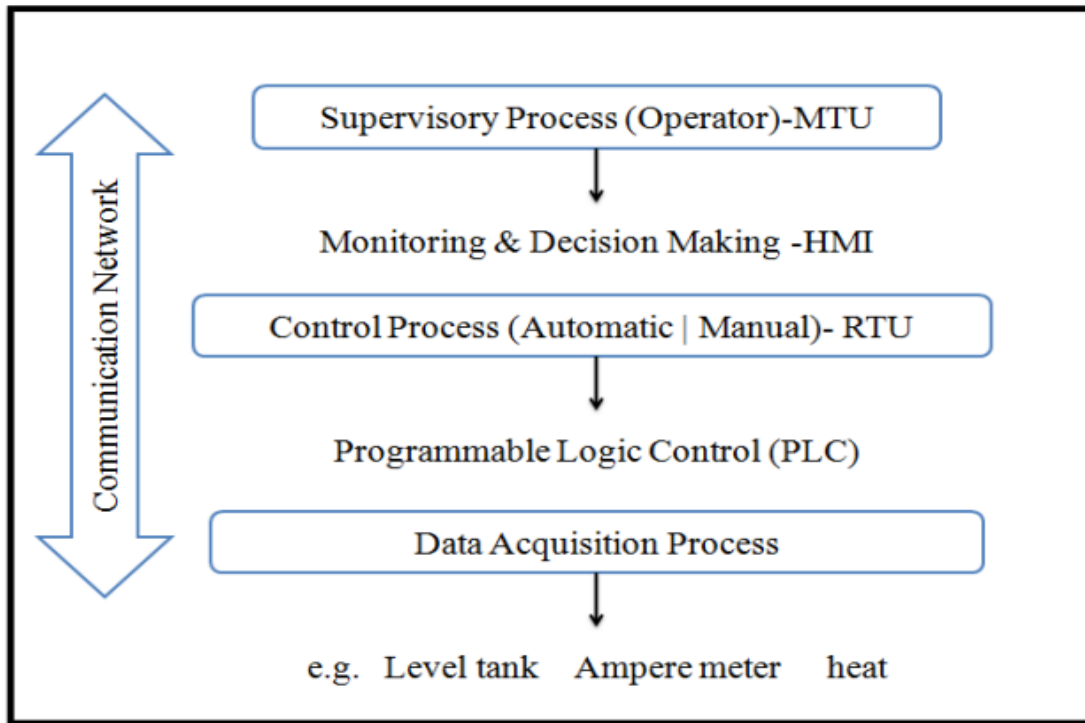 Communication Network
Supervisory Process (Operator)-MTU
Monitoring & Decision Making -HMI
Control Process (Automatic | Manual)- RTU
Programmable Logic Control (PLC)
Data Acquisition Process
e.g. Level tank Ampere meter heat